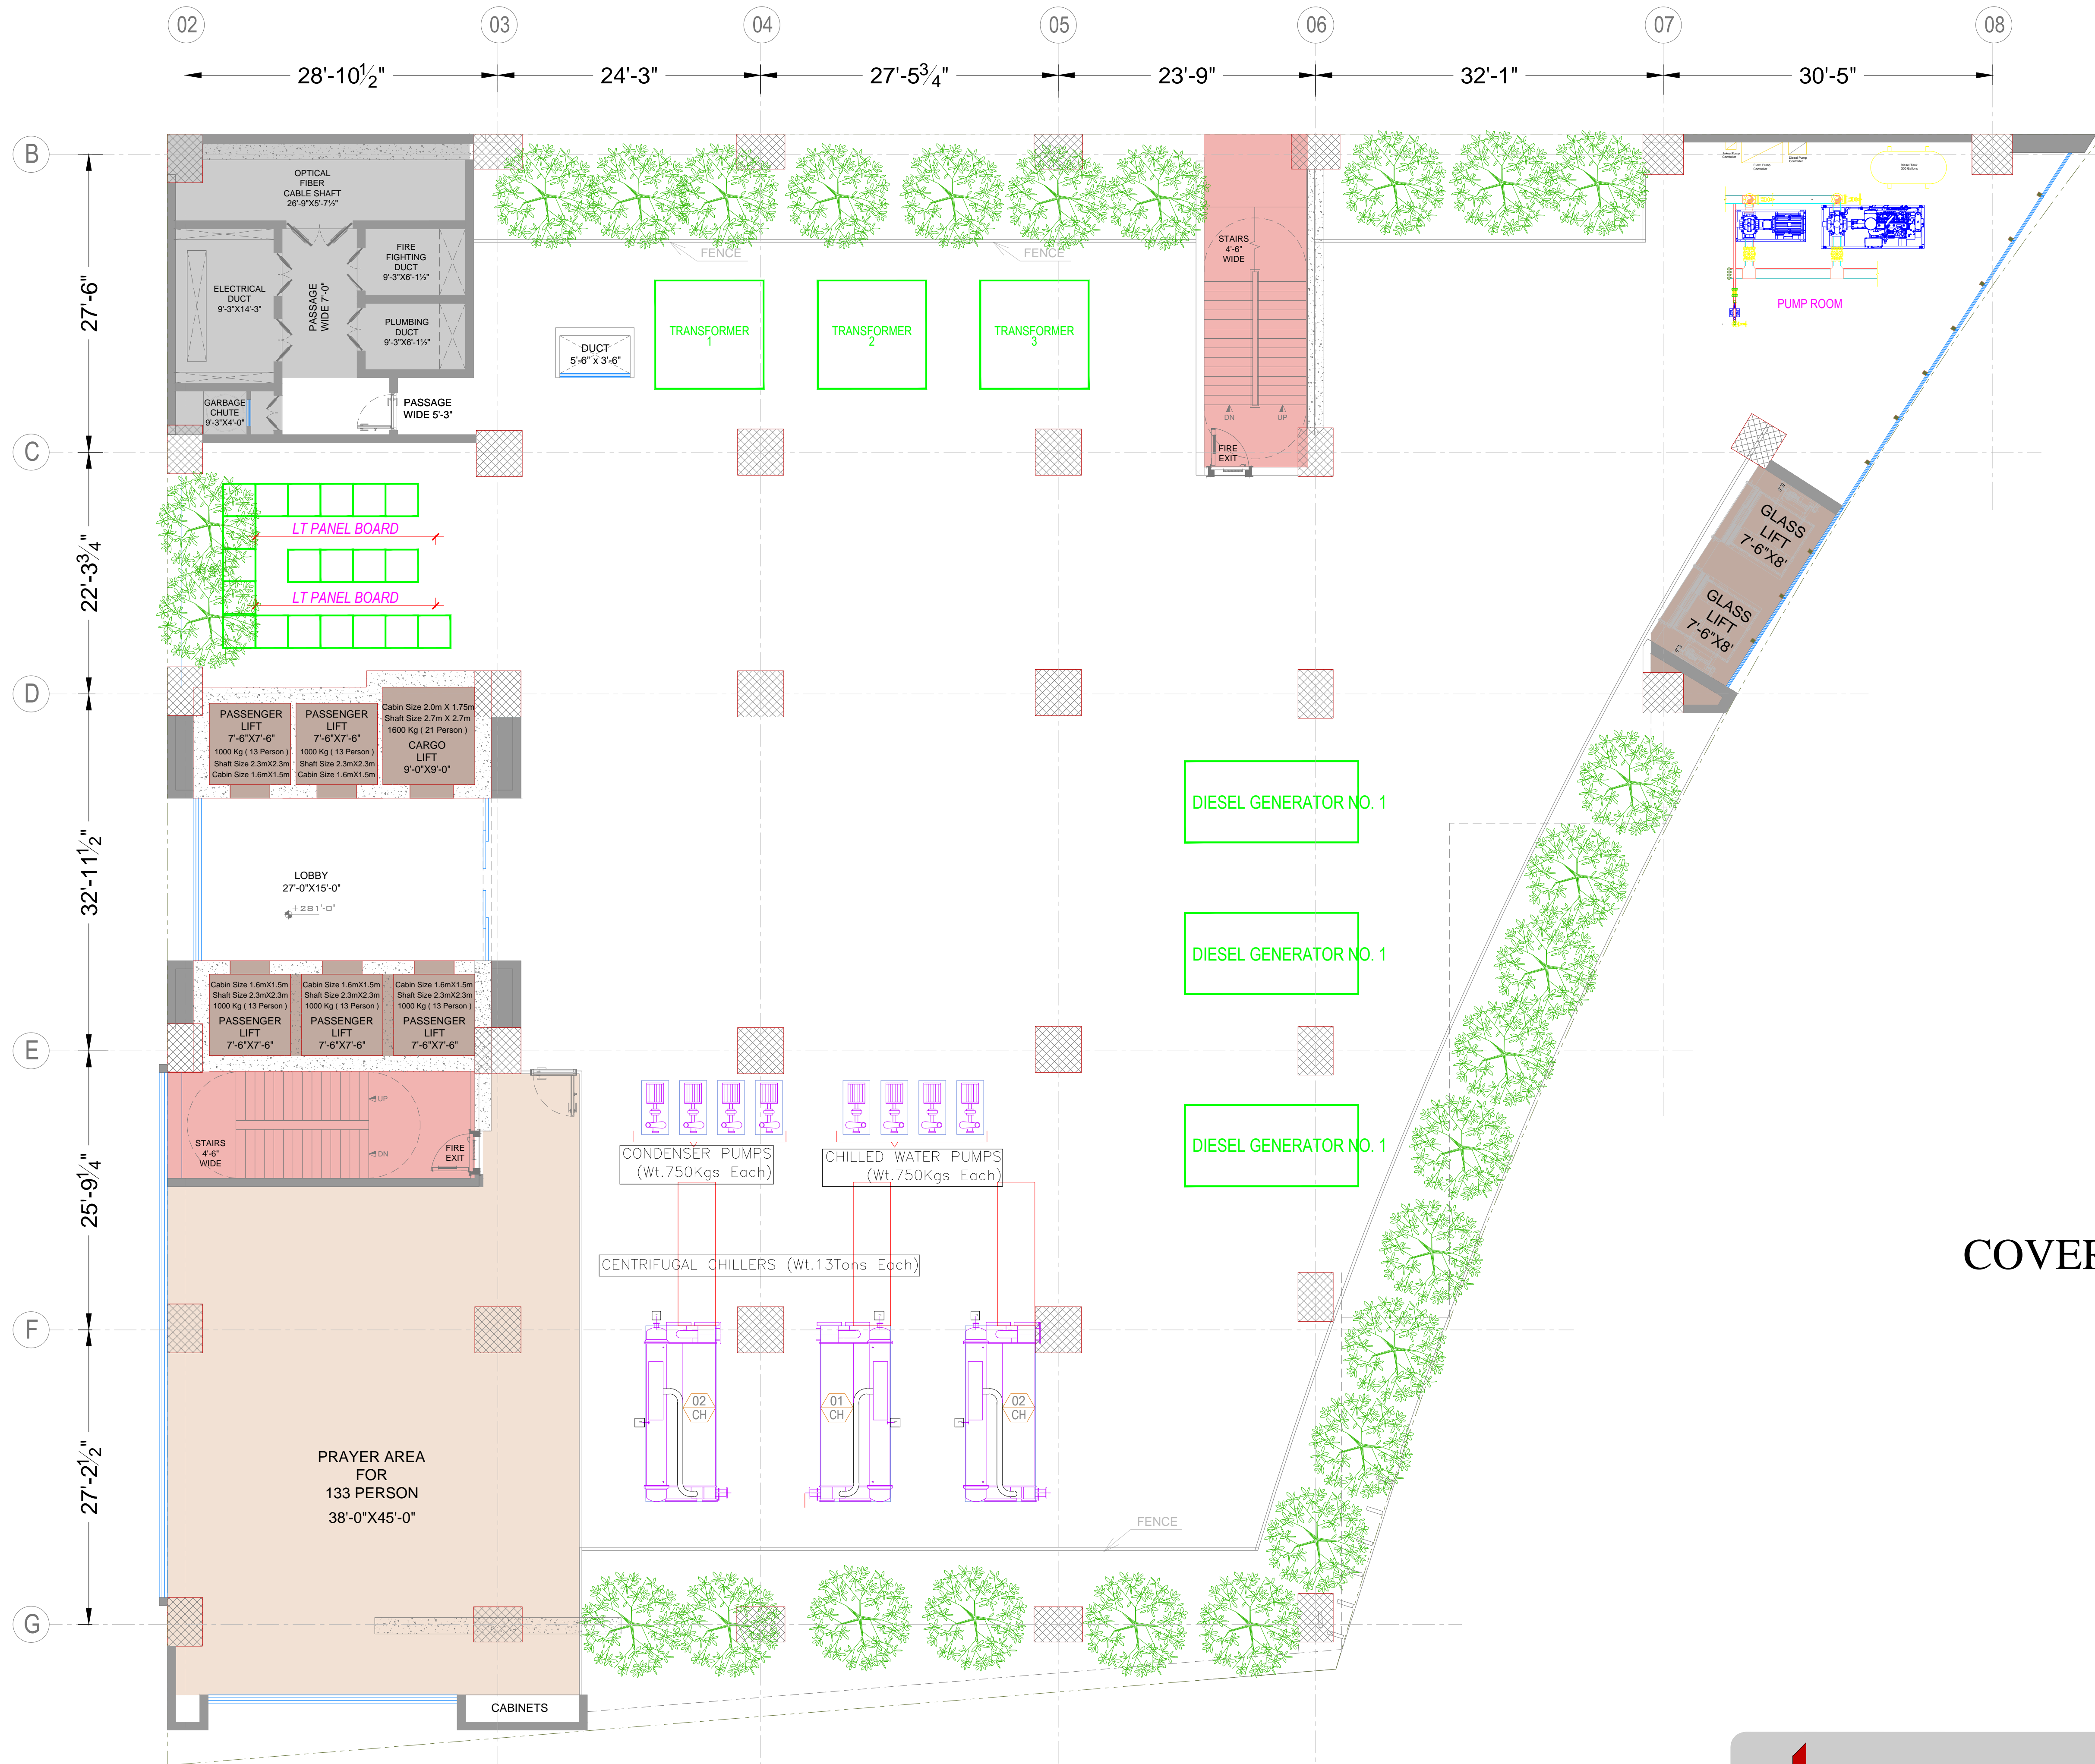 02 03 04 05 06 07 08
28'-10½" 24'-3" 27'-5¾" 23'-9" 32'-1" 30'-5"
B
C
D
E
F
G
27'-6"
22'-3¾"
32'-11½"
25'-9¼"
27'-2½"
OPTICAL
FIBER
CABLE SHAFT
26'-9"X5'-7½"
ELECTRICAL
DUCT
9'-3"X14'-3"
PASSAGE
WIDE 7'-0"
FIRE
FIGHTING
DUCT
9'-3"X6'-1½"
PLUMBING
DUCT
9'-3"X6'-1½"
GARBAGE
CHUTE
9'-3"X4'-0"
PASSAGE
WIDE 5'-3"
FENCE
FENCE
DUCT
5'-6" x 3'-6"
TRANSFORMER
1
TRANSFORMER
2
TRANSFORMER
3
STAIRS
4'-6"
WIDE
DN
UP
FIRE
EXIT
Jockey Pump
Controller
Elect. Pump
Controller
Diesel Pump
Controller
PUMP ROOM
LT PANEL BOARD
LT PANEL BOARD
GLASS
LIFT
7'-6"X8'
GLASS
LIFT
7'-6"X8'
PASSENGER
LIFT
7'-6"X7'-6"
1000 Kg ( 13 Person )
Shaft Size 2.3mX2.3m
Cabin Size 1.6mX1.5m
PASSENGER
LIFT
7'-6"X7'-6"
1000 Kg ( 13 Person )
Shaft Size 2.3mX2.3m
Cabin Size 1.6mX1.5m
Cabin Size 2.0m X 1.75m
Shaft Size 2.7m X 2.7m
1600 Kg ( 21 Person )
CARGO
LIFT
9'-0"X9'-0"
LOBBY
27'-0"X15'-0"
+281'-0"
DIESEL GENERATOR NO. 1
DIESEL GENERATOR NO. 1
DIESEL GENERATOR NO. 1
Cabin Size 1.6mX1.5m
Shaft Size 2.3mX2.3m
1000 Kg ( 13 Person )
PASSENGER
LIFT
7'-6"X7'-6"
Cabin Size 1.6mX1.5m
Shaft Size 2.3mX2.3m
1000 Kg ( 13 Person )
PASSENGER
LIFT
7'-6"X7'-6"
Cabin Size 1.6mX1.5m
Shaft Size 2.3mX2.3m
1000 Kg ( 13 Person )
PASSENGER
LIFT
7'-6"X7'-6"
STAIRS
4'-6"
WIDE
UP
DN
FIRE
EXIT
CONDENSER PUMPS
(Wt.750Kgs Each)
CHILLED WATER PUMPS
(Wt.750Kgs Each)
CENTRIFUGAL CHILLERS (Wt.13Tons Each)
02
CH
01
CH
02
CH
COVER
PRAYER AREA
FOR
133 PERSON
38'-0"X45'-0"
FENCE
CABINETS